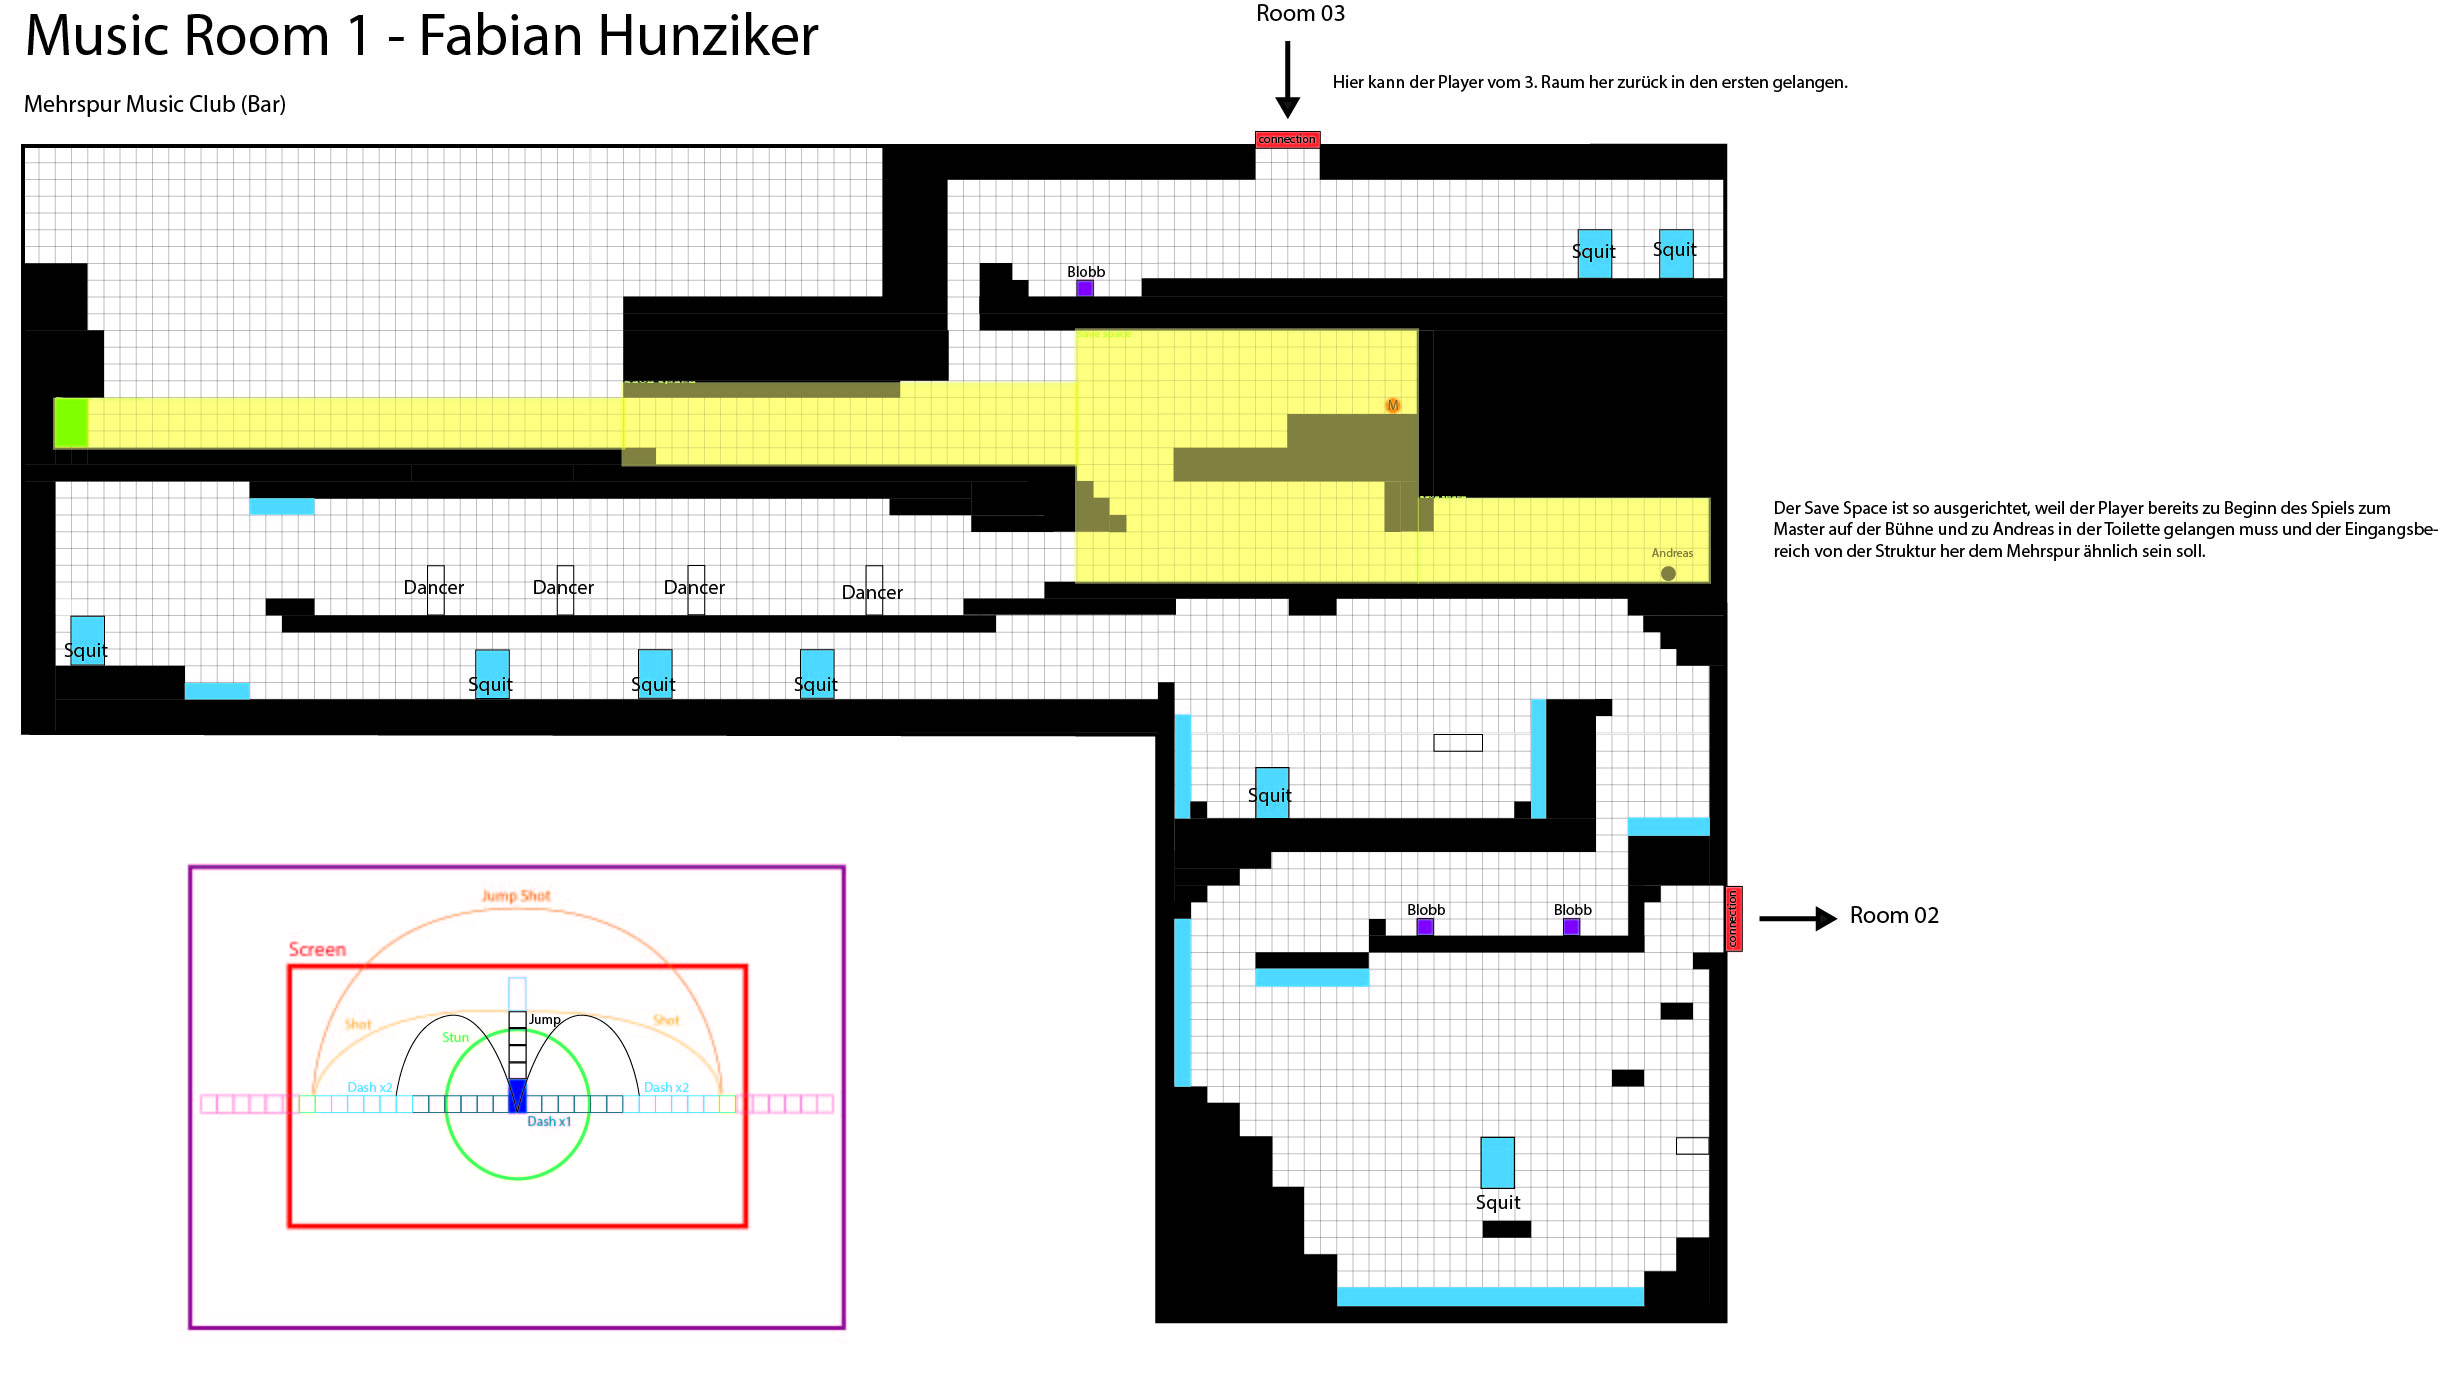 Music Room 1 - Fabian Hunziker
Room 03
Hier kann der Player vom 3. Raum her zurück in den ersten gelangen.
Mehrspur Music Club (Bar)
connection
Squit
Squit
Blobb
Save space
M
Der Save Space ist so ausgerichtet, weil der Player bereits zu Beginn des Spiels zum
Master auf der Bühne und zu Andreas in der Toilette gelangen muss und der Eingangsbe-
reich von der Struktur her dem Mehrspur ähnlich sein soll.
Andreas
Dancer
Dancer
Dancer
Dancer
Squit
Squit
Squit
Squit
Squit
Blobb
Blobb
connection
Room 02
Squit
Jump Shot
Screen
Shot
Jump
Shot
Stun
Dash x2
Dash x2
Dash x1